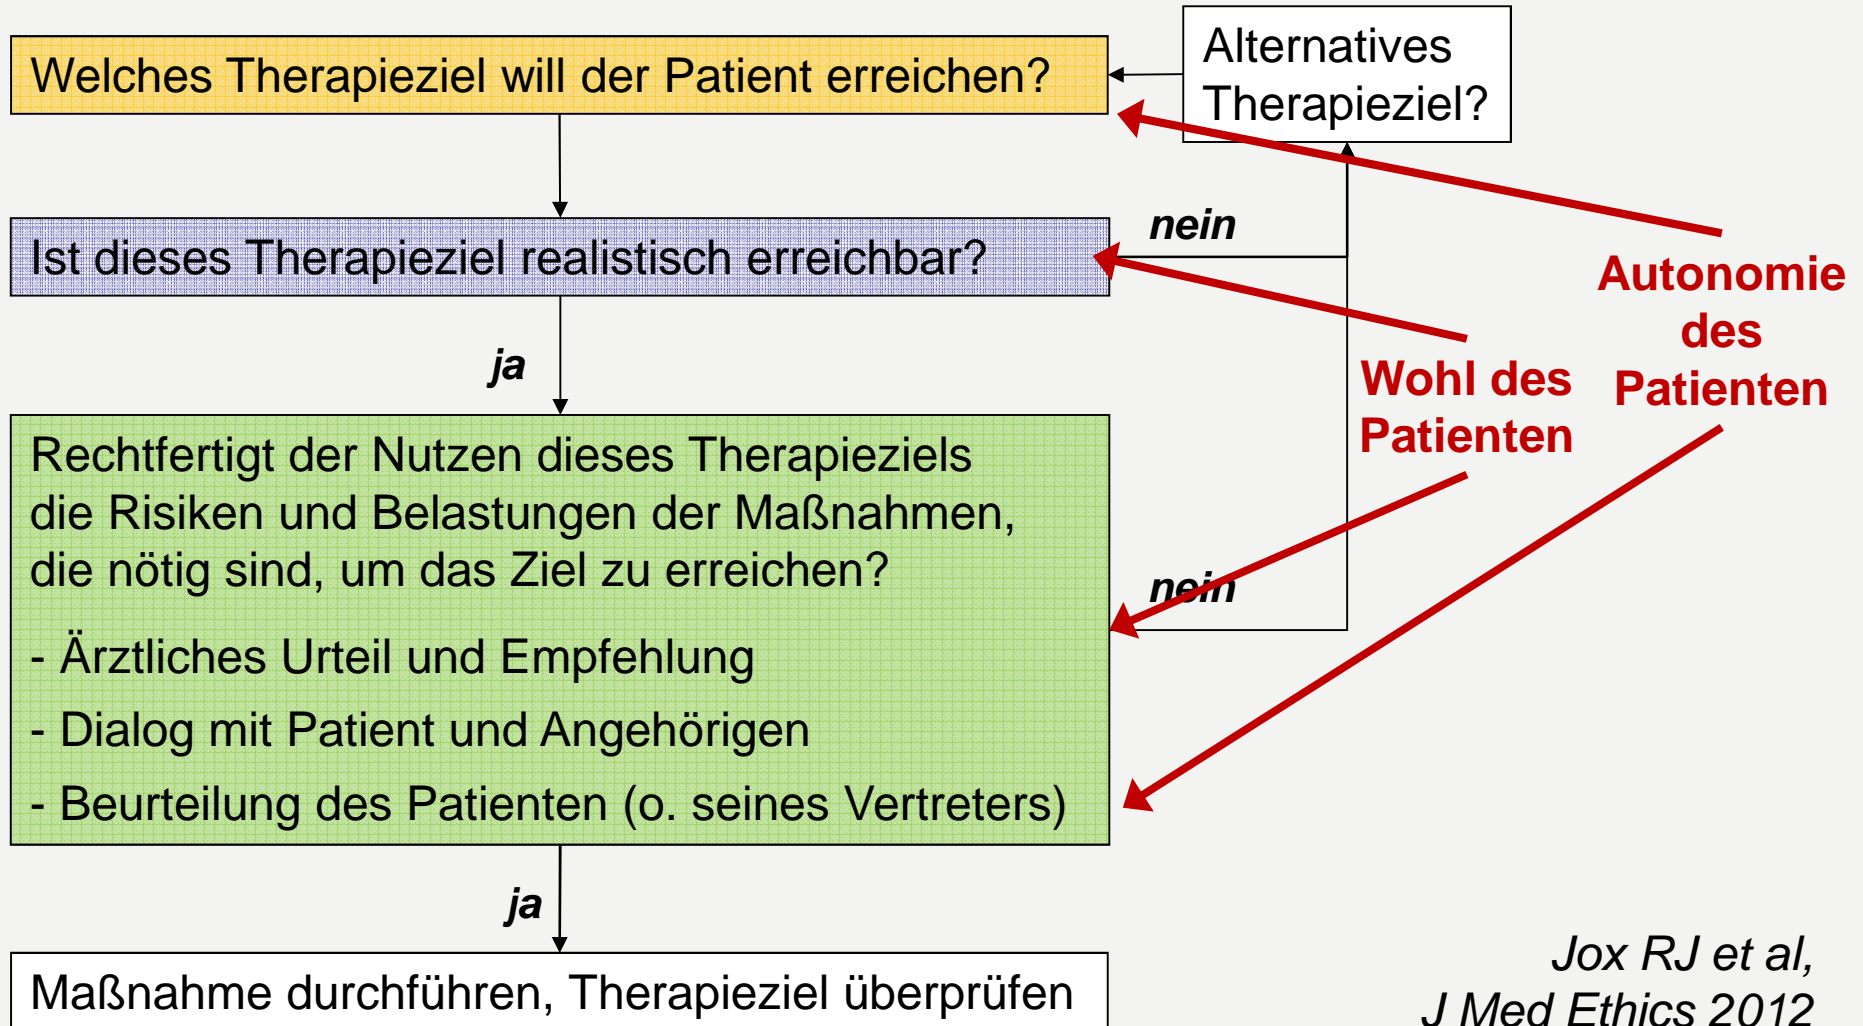 Welches Therapieziel will der Patient erreichen?
Alternatives
Therapieziel?
Ist dieses Therapieziel realistisch erreichbar?
nein
ja
Autonomie
des
Patienten
Wohl des
Patienten
Rechtfertigt der Nutzen dieses Therapieziels
die Risiken und Belastungen der Maßnahmen,
die nötig sind, um das Ziel zu erreichen?
- Ärztliches Urteil und Empfehlung
- Dialog mit Patient und Angehörigen
- Beurteilung des Patienten (o. seines Vertreters)
nein
ja
Maßnahme durchführen, Therapieziel überprüfen
Jox RJ et al,
J Med Ethics 2012